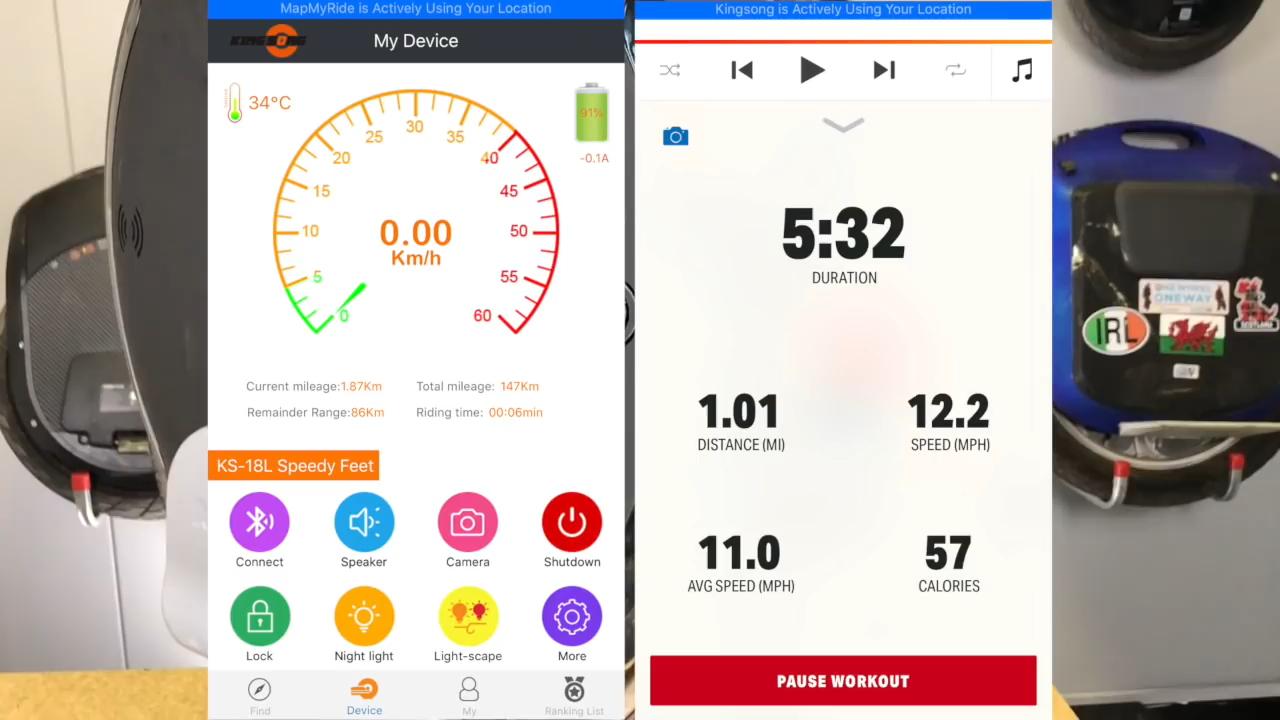 MapMyRide is Actively Using Your Location
KINGSONG
My Device
34°C
91%
-0.1A
0
5
10
15
20
25
30
35
40
45
50
55
60
0.00
Km/h
Current mileage:1.87Km
Total mileage: 147Km
Remainder Range:86Km
Riding time: 00:06min
KS-18L Speedy Feet
Connect
Speaker
Camera
Shutdown
Lock
Night light
Light-scape
More
Find
Device
My
Ranking List
Kingsong is Actively Using Your Location
5:32
DURATION
1.01
DISTANCE (MI)
12.2
SPEED (MPH)
11.0
AVG SPEED (MPH)
57
CALORIES
PAUSE WORKOUT
ONEWAY
IRL
SCOTLAND